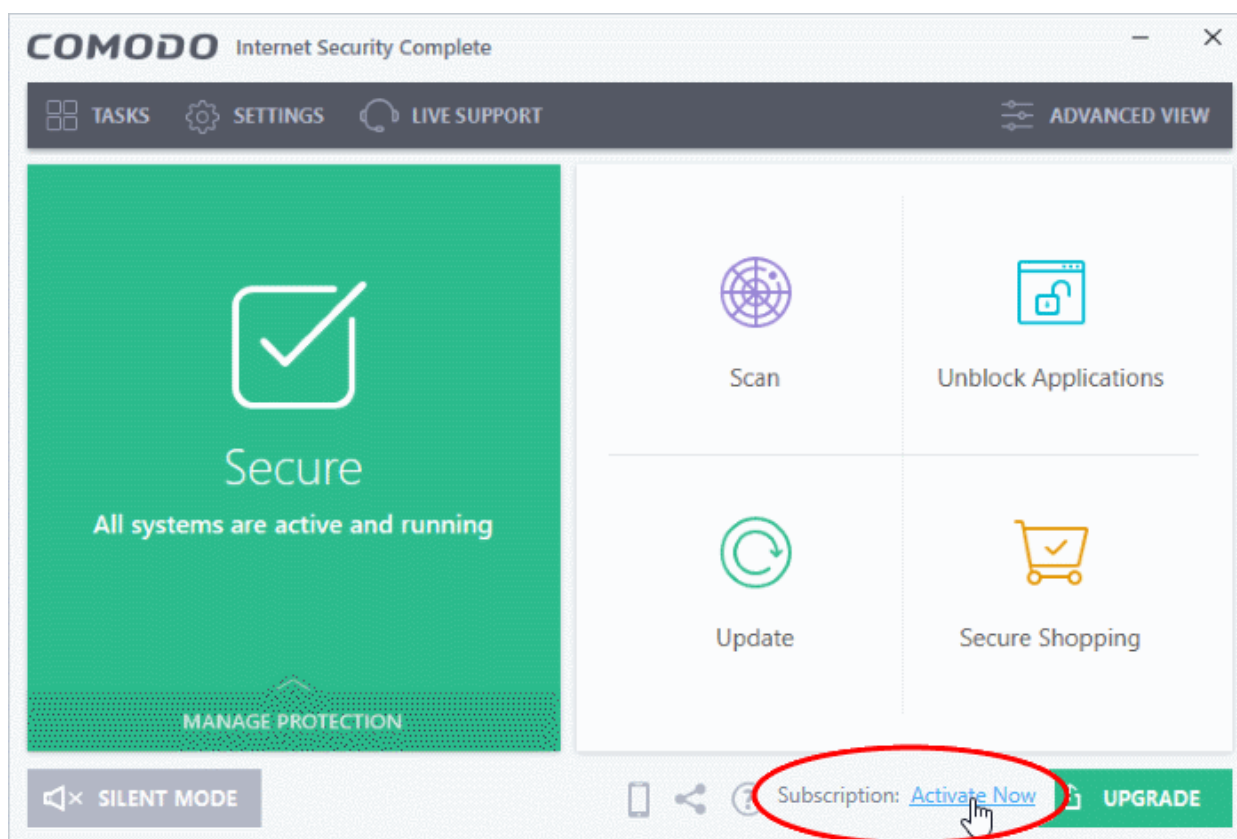 COMODO Internet Security Complete
TASKS SETTINGS LIVE SUPPORT ADVANCED VIEW
Secure
All systems are active and running
MANAGE PROTECTION
Scan
Unblock Applications
Update
Secure Shopping
SILENT MODE
? Subscription: Activate Now UPGRADE